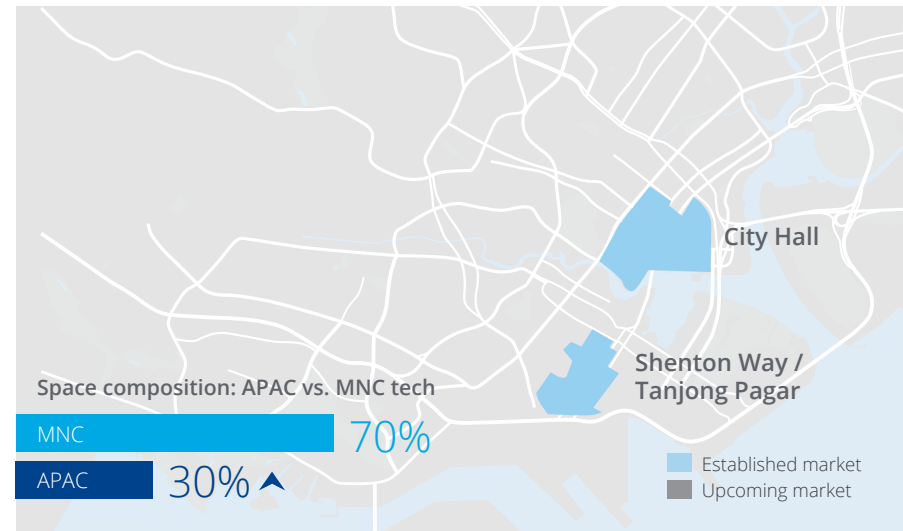 City Hall
Shenton Way /
Tanjong Pagar
Space composition: APAC vs. MNC tech
MNC 70%
APAC 30%
Established market
Upcoming market